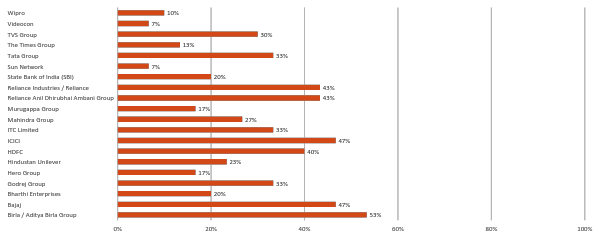 Wipro 10%
Videocon 7%
TVS Group 30%
The Times Group 13%
Tata Group 33%
Sun Network 7%
State Bank of India (SBI) 20%
Reliance Industries / Reliance 43%
Reliance Anil Dhirubhai Ambani Group 43%
Murugappa Group 17%
Mahindra Group 27%
ITC Limited 33%
ICICI 47%
HDFC 40%
Hindustan Unilever 23%
Hero Group 17%
Godrej Group 33%
Bharthi Enterprises 20%
Bajaj 47%
Birla / Aditya Birla Group 53%
0% 20% 40% 60% 80% 100%